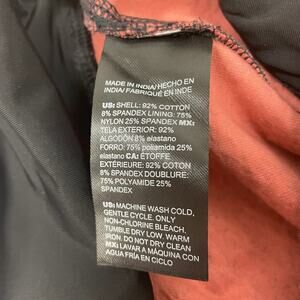 MADE IN INDIA/HECHO EN
INDIA/ FABRIQUÉ EN INDE
US: SHELL: 92% COTTON
8% SPANDEX LINING: 75%
NYLON 25% SPANDEX MX:
TELA EXTERIOR: 92%
ALGODÓN 8% elastano
FORRO: 75% poliamida 25%
elastano CA: ÉTOFFE
EXTÉRIEURE: 92% COTON
8% SPANDEX DOUBLURE:
75% POLYAMIDE 25%
SPANDEX
US: MACHINE WASH COLD,
GENTLE CYCLE. ONLY
NON-CHLORINE BLEACH,
TUMBLE DRY LOW. WARM
IRON. DO NOT DRY CLEAN
MX: LAVAR A MÁQUINA CON
AGUA FRÍA EN CICLO